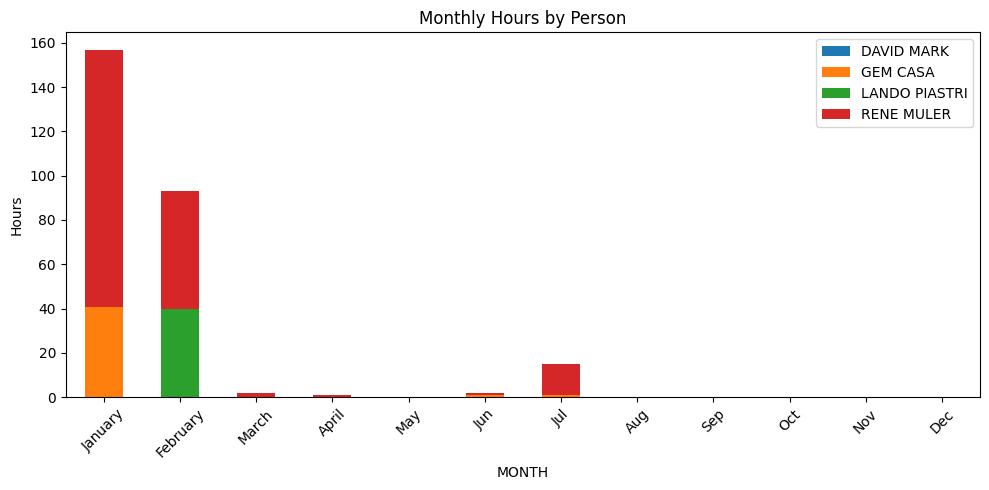 Monthly Hours by Person
DAVID MARK
GEM CASA
LANDO PIASTRI
RENE MULER
Hours
160
140
120
100
80
60
40
20
0
January
February
March
April
May
Jun
Jul
Aug
Sep
Oct
Nov
Dec
MONTH